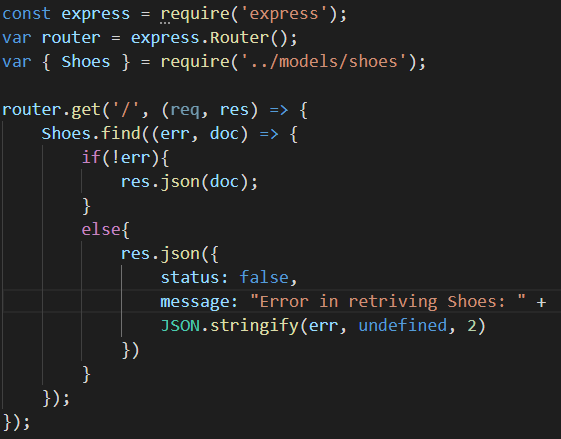 const express = require('express');
var router = express.Router();
var { Shoes } = require('../models/shoes');

router.get('/', (req, res) => {
    Shoes.find((err, doc) => {
        if(!err){
            res.json(doc);
        }
        else{
            res.json({
                status: false,
                message: "Error in retriving Shoes: " +
                JSON.stringify(err, undefined, 2)
            })
        }
    });
});